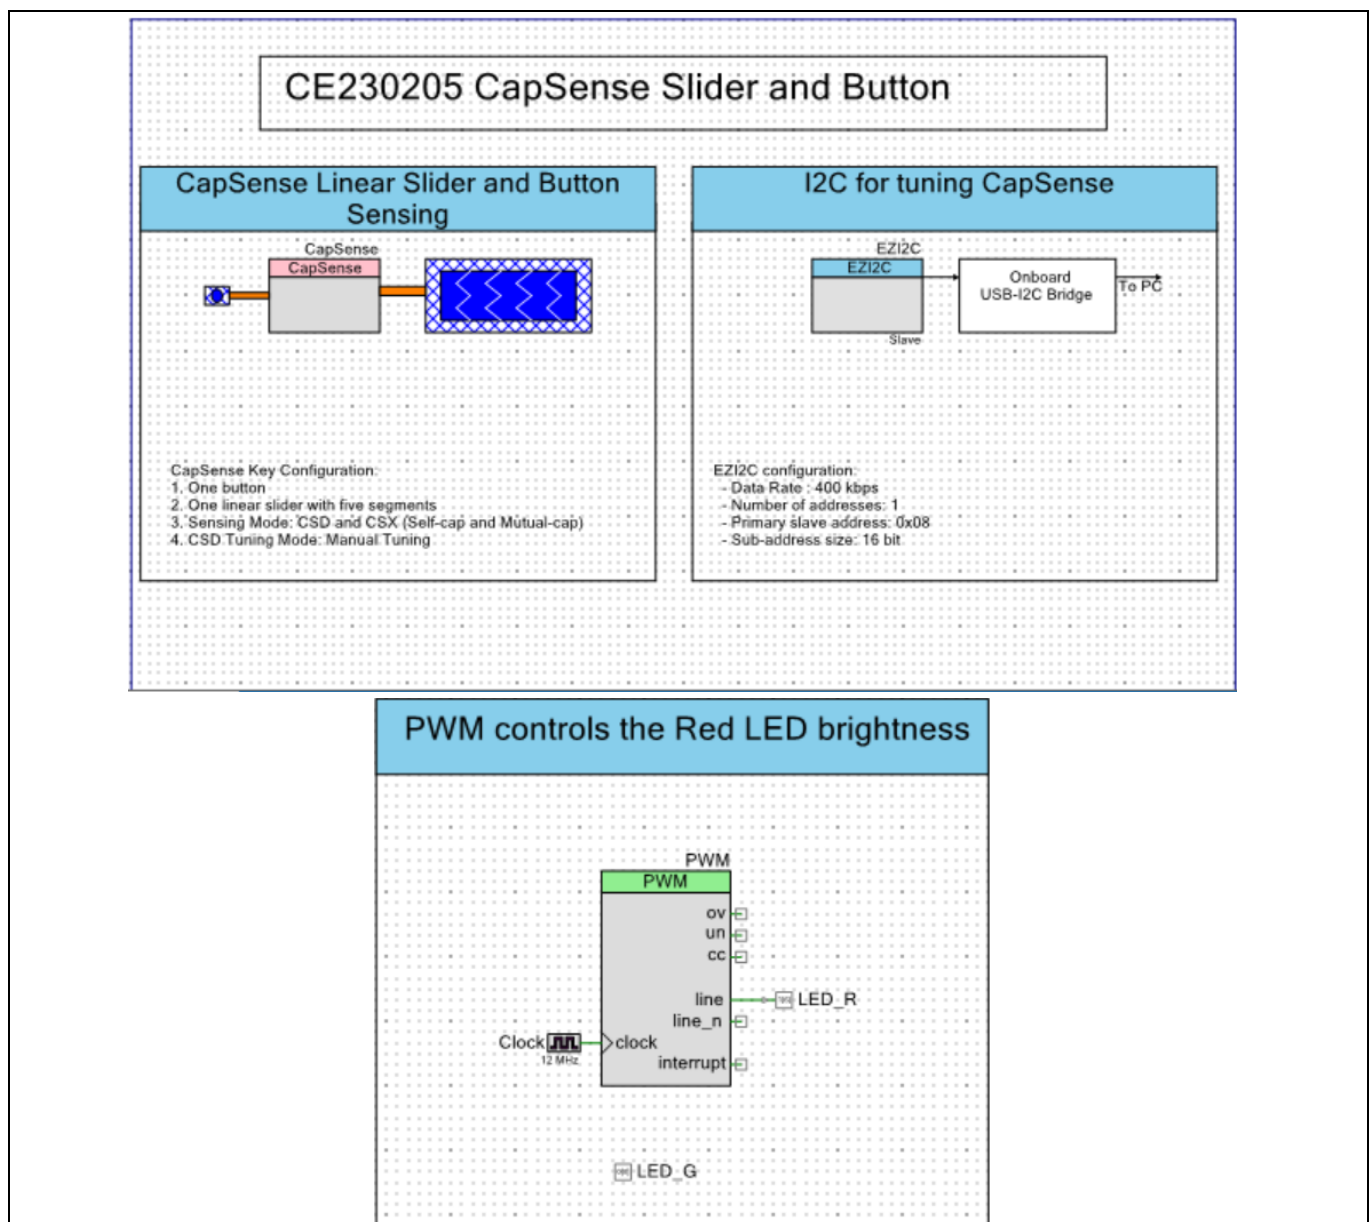 CE230205 CapSense Slider and Button
CapSense Linear Slider and Button
Sensing
CapSense
CapSense
CapSense Key Configuration:
1. One button
2. One linear slider with five segments
3. Sensing Mode: CSD and CSX (Self-cap and Mutual-cap)
4. CSD Tuning Mode: Manual Tuning
I2C for tuning CapSense
EZI2C
EZI2C
Slave
Onboard
USB-I2C Bridge
To PC
EZI2C configuration:
- Data Rate : 400 kbps
- Number of addresses: 1
- Primary slave address: 0x08
- Sub-address size: 16 bit
PWM controls the Red LED brightness
PWM
PWM
ov
un
cc
line
LED_R
line_n
Clock
clock
12 MHz
interrupt
LED_G